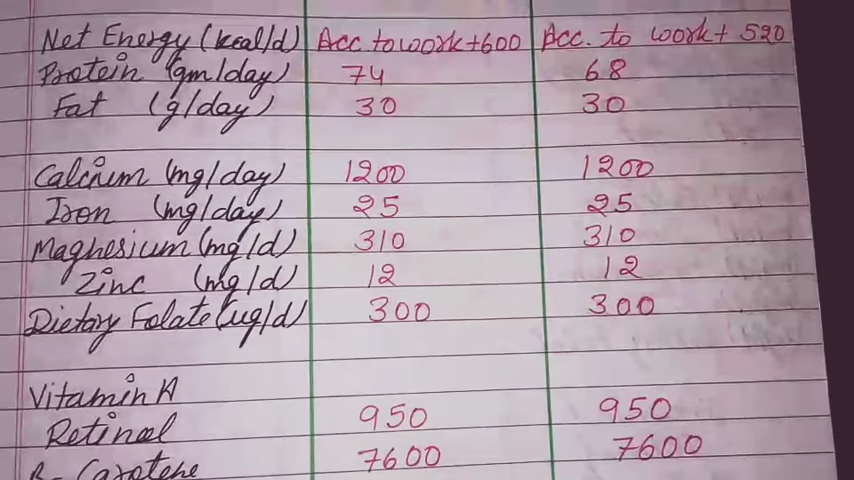 Net Energy (kcal/d) Acc to work +600 Acc. to work + 520
Protein (gm/day) 74 68
Fat (g/day) 30 30
Calcium (mg/day) 1200 1200
Iron (mg/day) 25 25
Maghesium (mg/d) 310 310
Zinc (mg/d) 12 12
Dietary Folate (ug/d) 300 300
Vitamin A
Retinol 950 950
B- Carotene 7600 7600